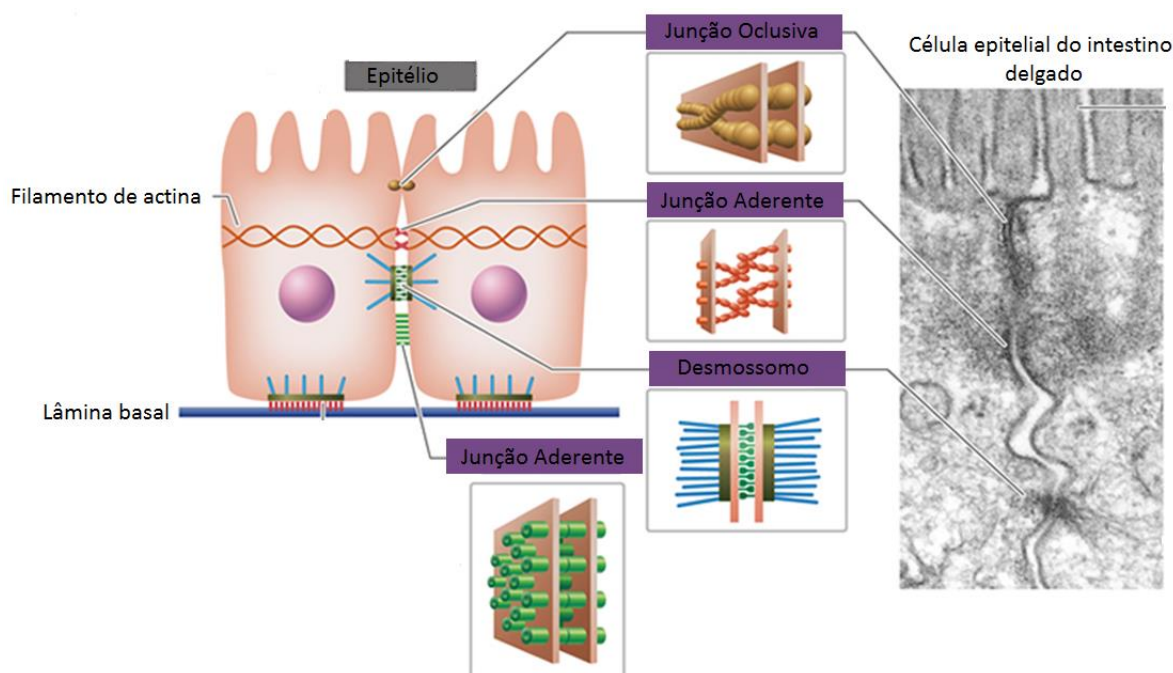 Junção Oclusiva
Célula epitelial do intestino
delgado
Epitélio
Filamento de actina
Junção Aderente
Desmossomo
Lâmina basal
Junção Aderente